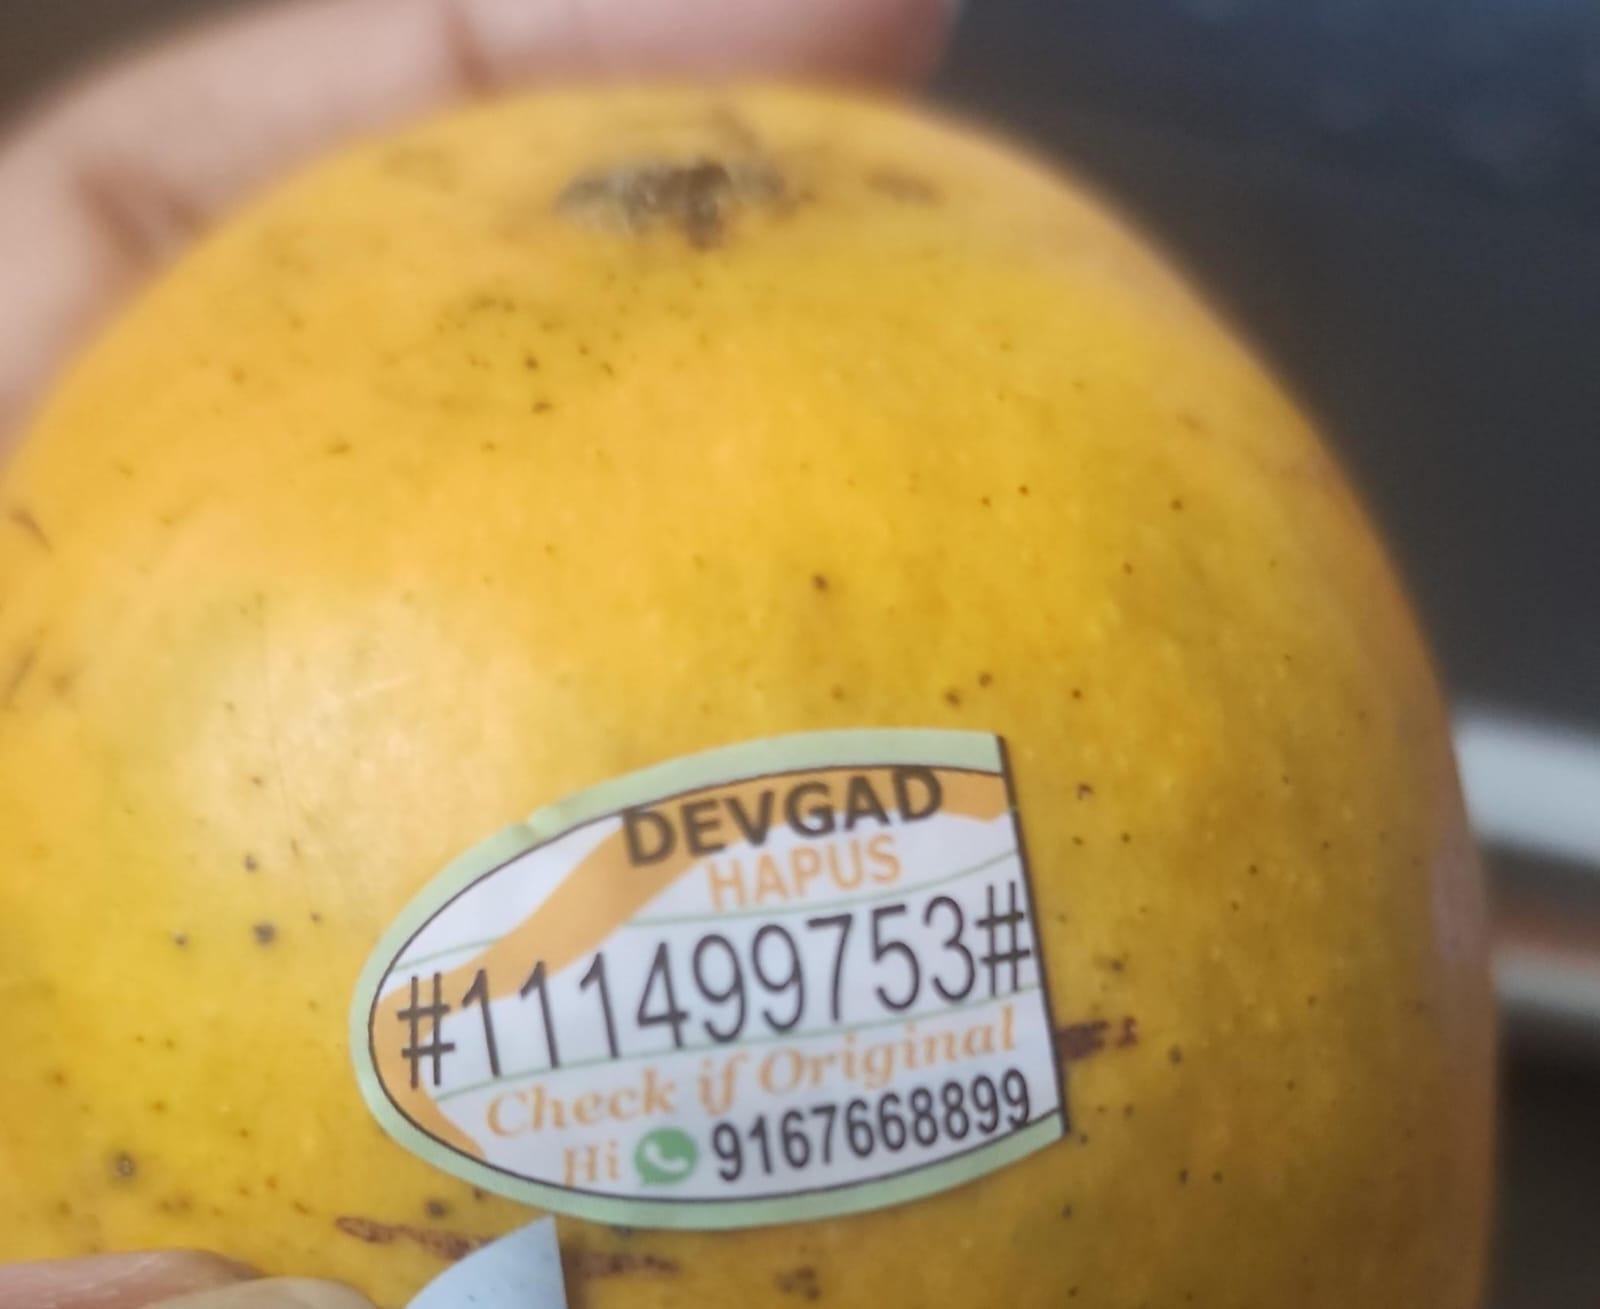 DEVGAD
HAPUS
#111499753#
Check if Original
Hi 9167668899